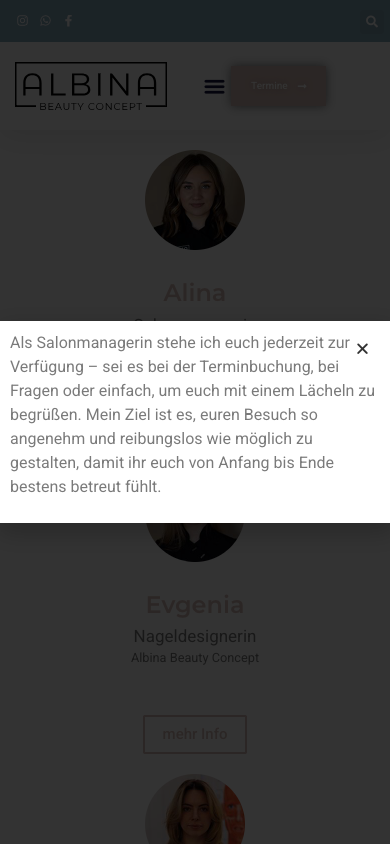 ALBINA
BEAUTY CONCEPT
Termine →
Alina
Als Salonmanagerin stehe ich euch jederzeit zur
Verfügung – sei es bei der Terminbuchung, bei
Fragen oder einfach, um euch mit einem Lächeln zu
begrüßen. Mein Ziel ist es, euren Besuch so
angenehm und reibungslos wie möglich zu
gestalten, damit ihr euch von Anfang bis Ende
bestens betreut fühlt.
Evgenia
Nageldesignerin
Albina Beauty Concept
mehr Info